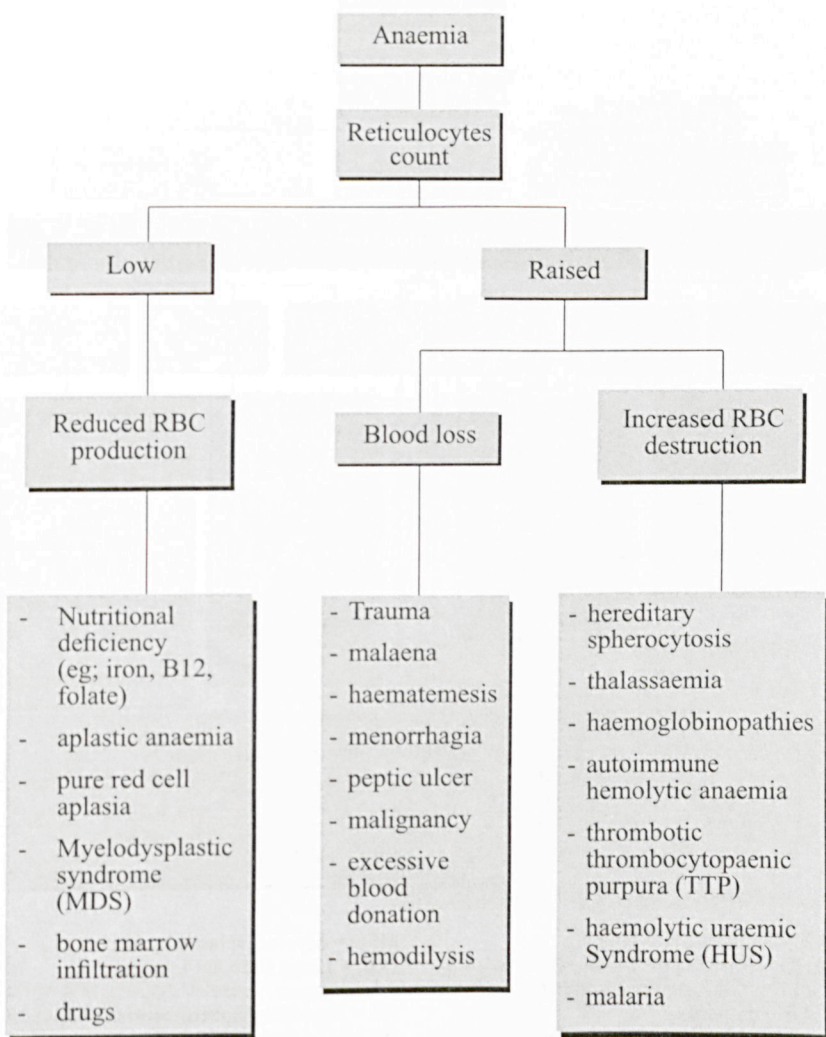 Anaemia
Reticulocytes
count
Low
Raised
Reduced RBC
production
Blood loss
Increased RBC
destruction
- Nutritional
deficiency
(eg; iron, B12,
folate)
- aplastic anaemia
- pure red cell
aplasia
- Myelodysplastic
syndrome
(MDS)
- bone marrow
infiltration
- drugs
- Trauma
- malaena
- haematemesis
- menorrhagia
- peptic ulcer
- malignancy
- excessive
blood
donation
- hemodilysis
- hereditary
spherocytosis
- thalassaemia
- haemoglobinopathies
- autoimmune
hemolytic anaemia
- thrombotic
thrombocytopaenic
purpura (TTP)
- haemolytic uraemic
Syndrome (HUS)
- malaria